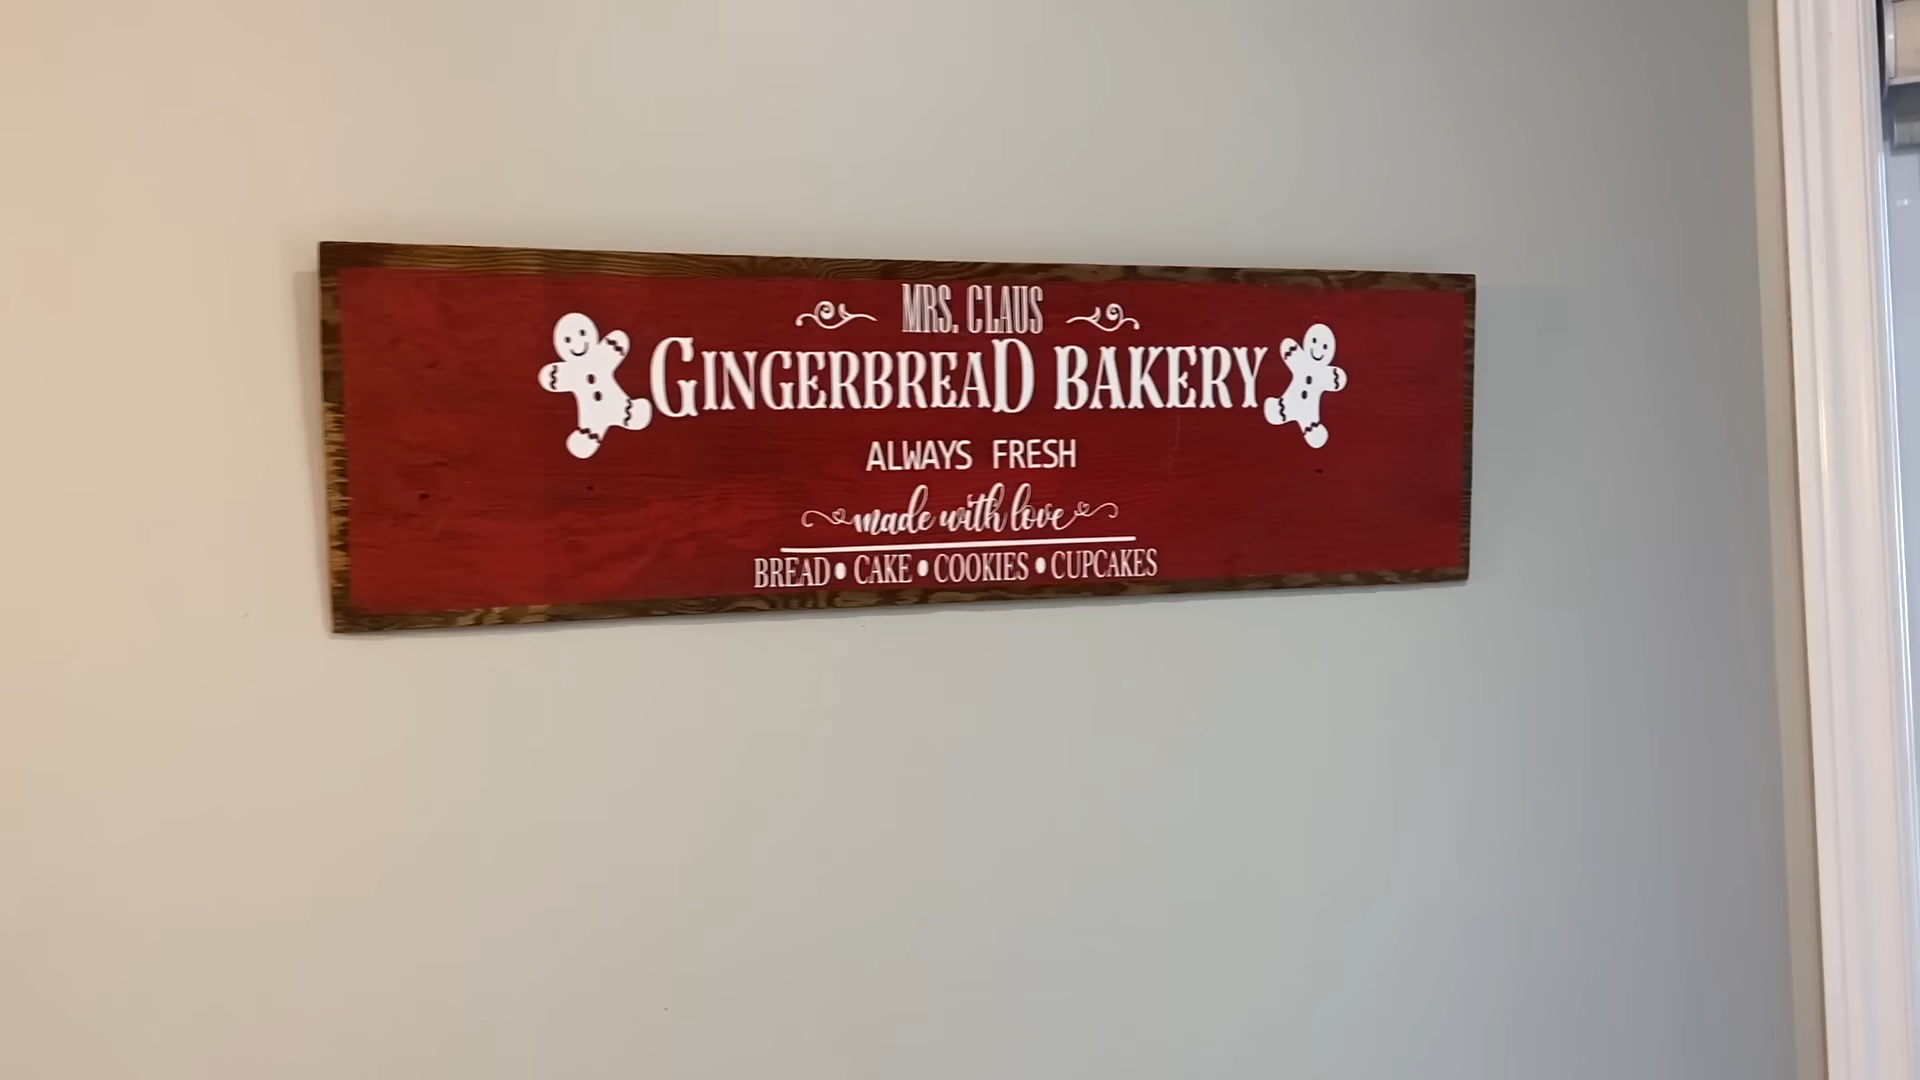 MRS. CLAUS
GINGERBREAD BAKERY
ALWAYS FRESH
made with love
BREAD • CAKE • COOKIES • CUPCAKES